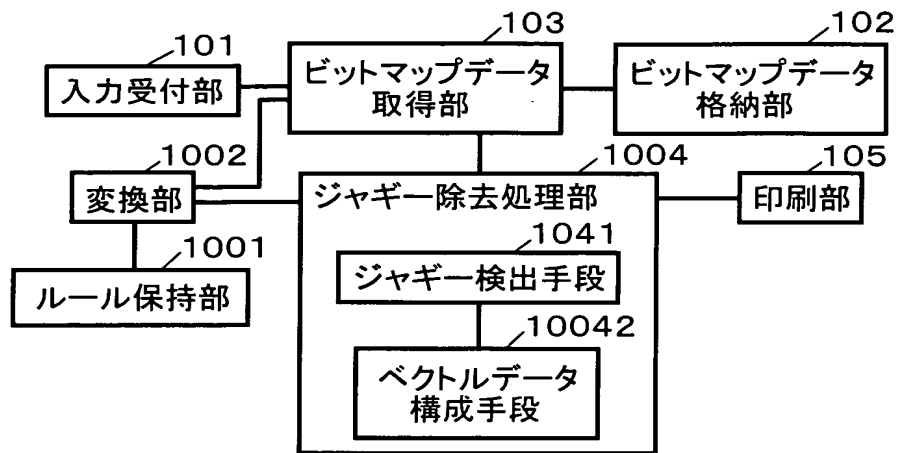 101
入力受付部
103
ビットマップデータ
取得部
102
ビットマップデータ
格納部
1002
変換部
1004
ジャギー除去処理部
105
印刷部
1001
ルール保持部
1041
ジャギー検出手段
10042
ベクトルデータ
構成手段